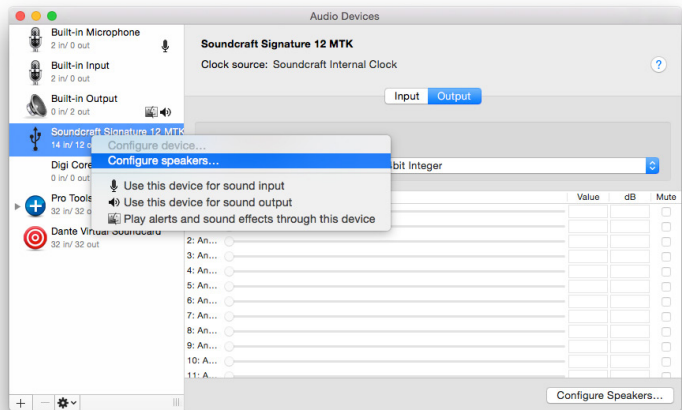 Audio Devices
Built-in Microphone
2 in/ 0 out
Built-in Input
2 in/ 0 out
Built-in Output
0 in/ 2 out
Soundcraft Signature 12 MTK
14 in/ 12 o
Digi Core
0 in/ 0 out
Pro Tools
32 in/ 32 o
Dante Virtual Soundcard
32 in/ 32 out
Soundcraft Signature 12 MTK
Clock source: Soundcraft Internal Clock
?
Input Output
bit Integer
Configure device...
Configure speakers...
Use this device for sound input
Use this device for sound output
Play alerts and sound effects through this device
Value dB Mute
2: An...
3: An...
4: An...
5: An...
6: An...
7: An...
8: An...
9: An...
10: A...
11: A...
Configure Speakers...